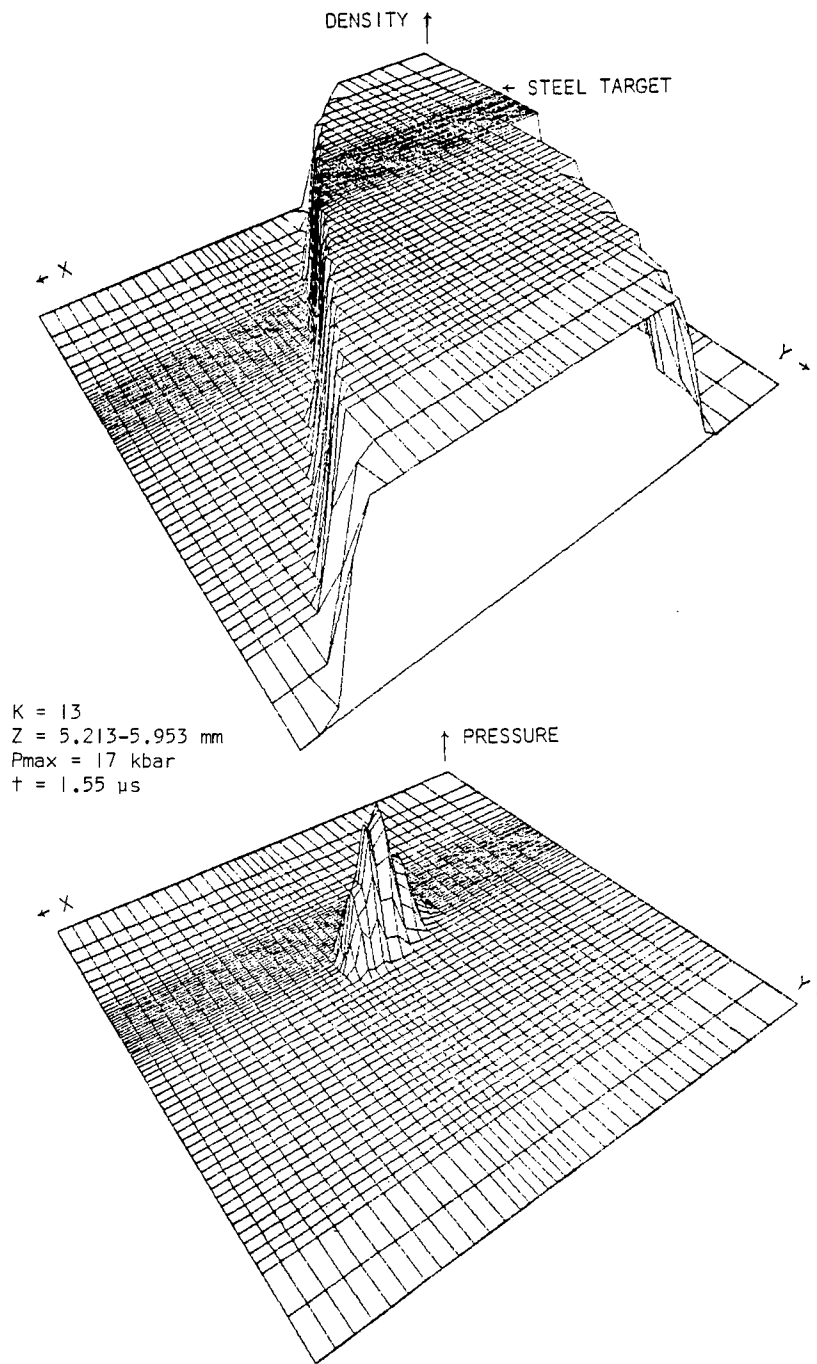 DENSITY ↑
← STEEL TARGET
← X
Y →
K = 13
Z = 5.213-5.953 mm
Pmax = 17 kbar
t = 1.55 µs
↑ PRESSURE
← X
Y